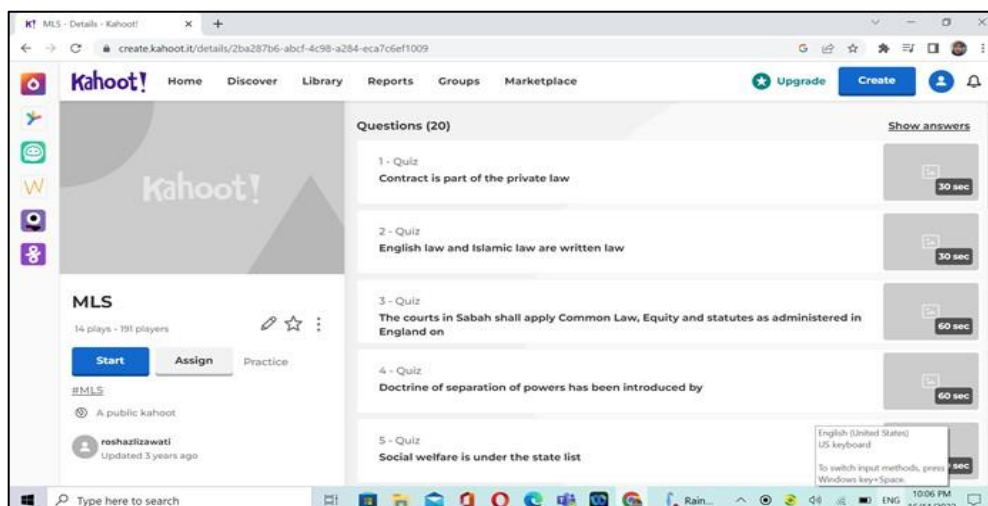 MLS - Details - Kahoot!
create.kahoot.it/details/2ba287b6-abcf-4c98-a284-eca7c6ef1009
Kahoot! Home Discover Library Reports Groups Marketplace Upgrade Create
Kahoot!
MLS
14 plays - 191 players
Start Assign Practice
#MLS
A public kahoot
roshazlizawati
Updated 3 years ago
Questions (20) Show answers
1 - Quiz
Contract is part of the private law
30 sec
2 - Quiz
English law and Islamic law are written law
30 sec
3 - Quiz
The courts in Sabah shall apply Common Law, Equity and statutes as administered in
England on
60 sec
4 - Quiz
Doctrine of separation of powers has been introduced by
60 sec
5 - Quiz
Social welfare is under the state list
sec
English (United States)
US keyboard
To switch input methods, press
Windows key+Space.
Type here to search Rain... ENG 10:06 PM